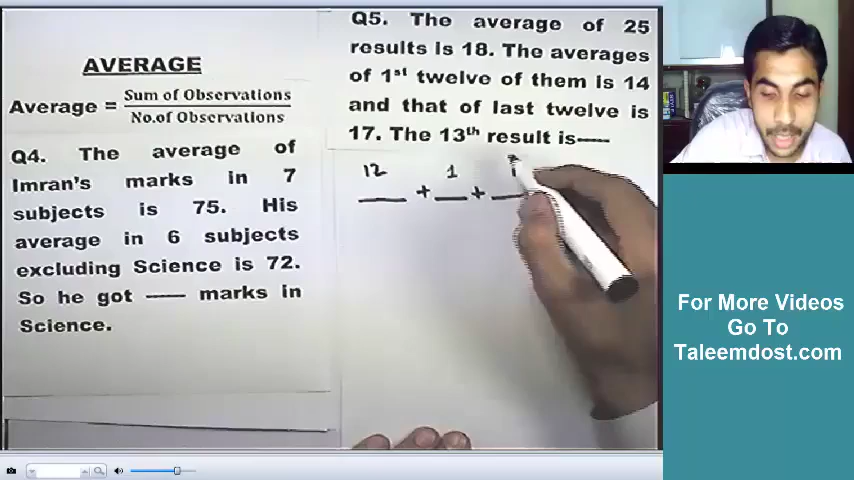 AVERAGE
Average = Sum of Observations
No.of Observations
Q4. The average of
Imran's marks in 7
subjects is 75. His
average in 6 subjects
excluding Science is 72.
So he got —— marks in
Science.
Q5. The average of 25
results is 18. The averages
of 1st twelve of them is 14
and that of last twelve is
17. The 13th result is——
12 1
__ + __ + __
For More Videos
Go To
Taleemdost.com